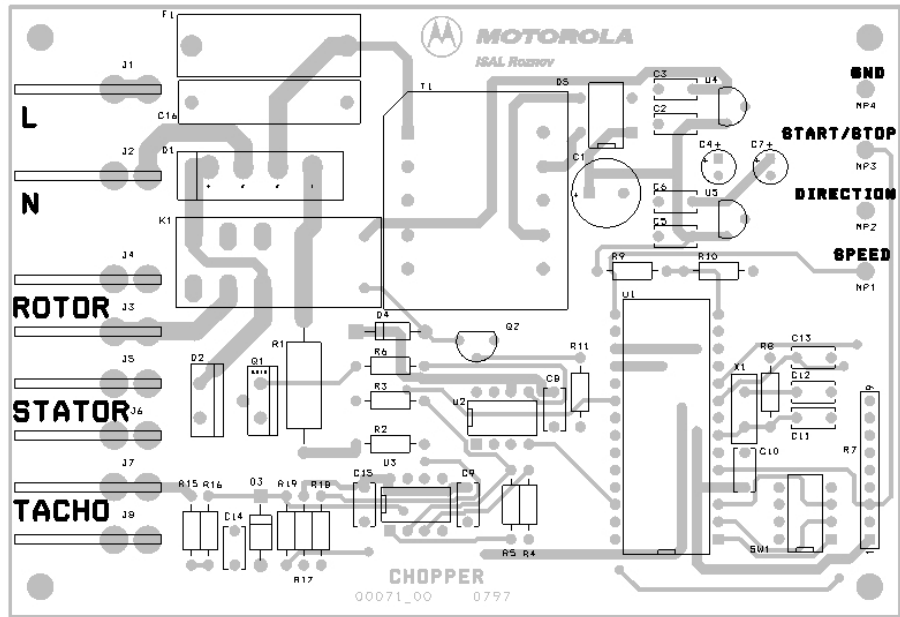 F1
MOTOROLA
ISAL Roznov
J1
C3
U4
GND
T1
D5
NP4
L
C16
C2
START/STOP
J2
D1
C1
C4+
C7+
NP3
N
C6
U5
DIRECTION
K1
C5
NP2
J4
R9
R10
SPEED
NP1
ROTOR
J3
U1
D4
Q2
J5
R1
R6
R11
R8
C13
D2
Q1
X1
STATOR
J6
R3
U2
C8
C12
9
R2
C11
J7
U3
C10
R7
R15
R16
D3
R19
R18
C15
C9
TACHO
J8
C14
R17
R5
R4
SW1
1
CHOPPER
00071_00 0797